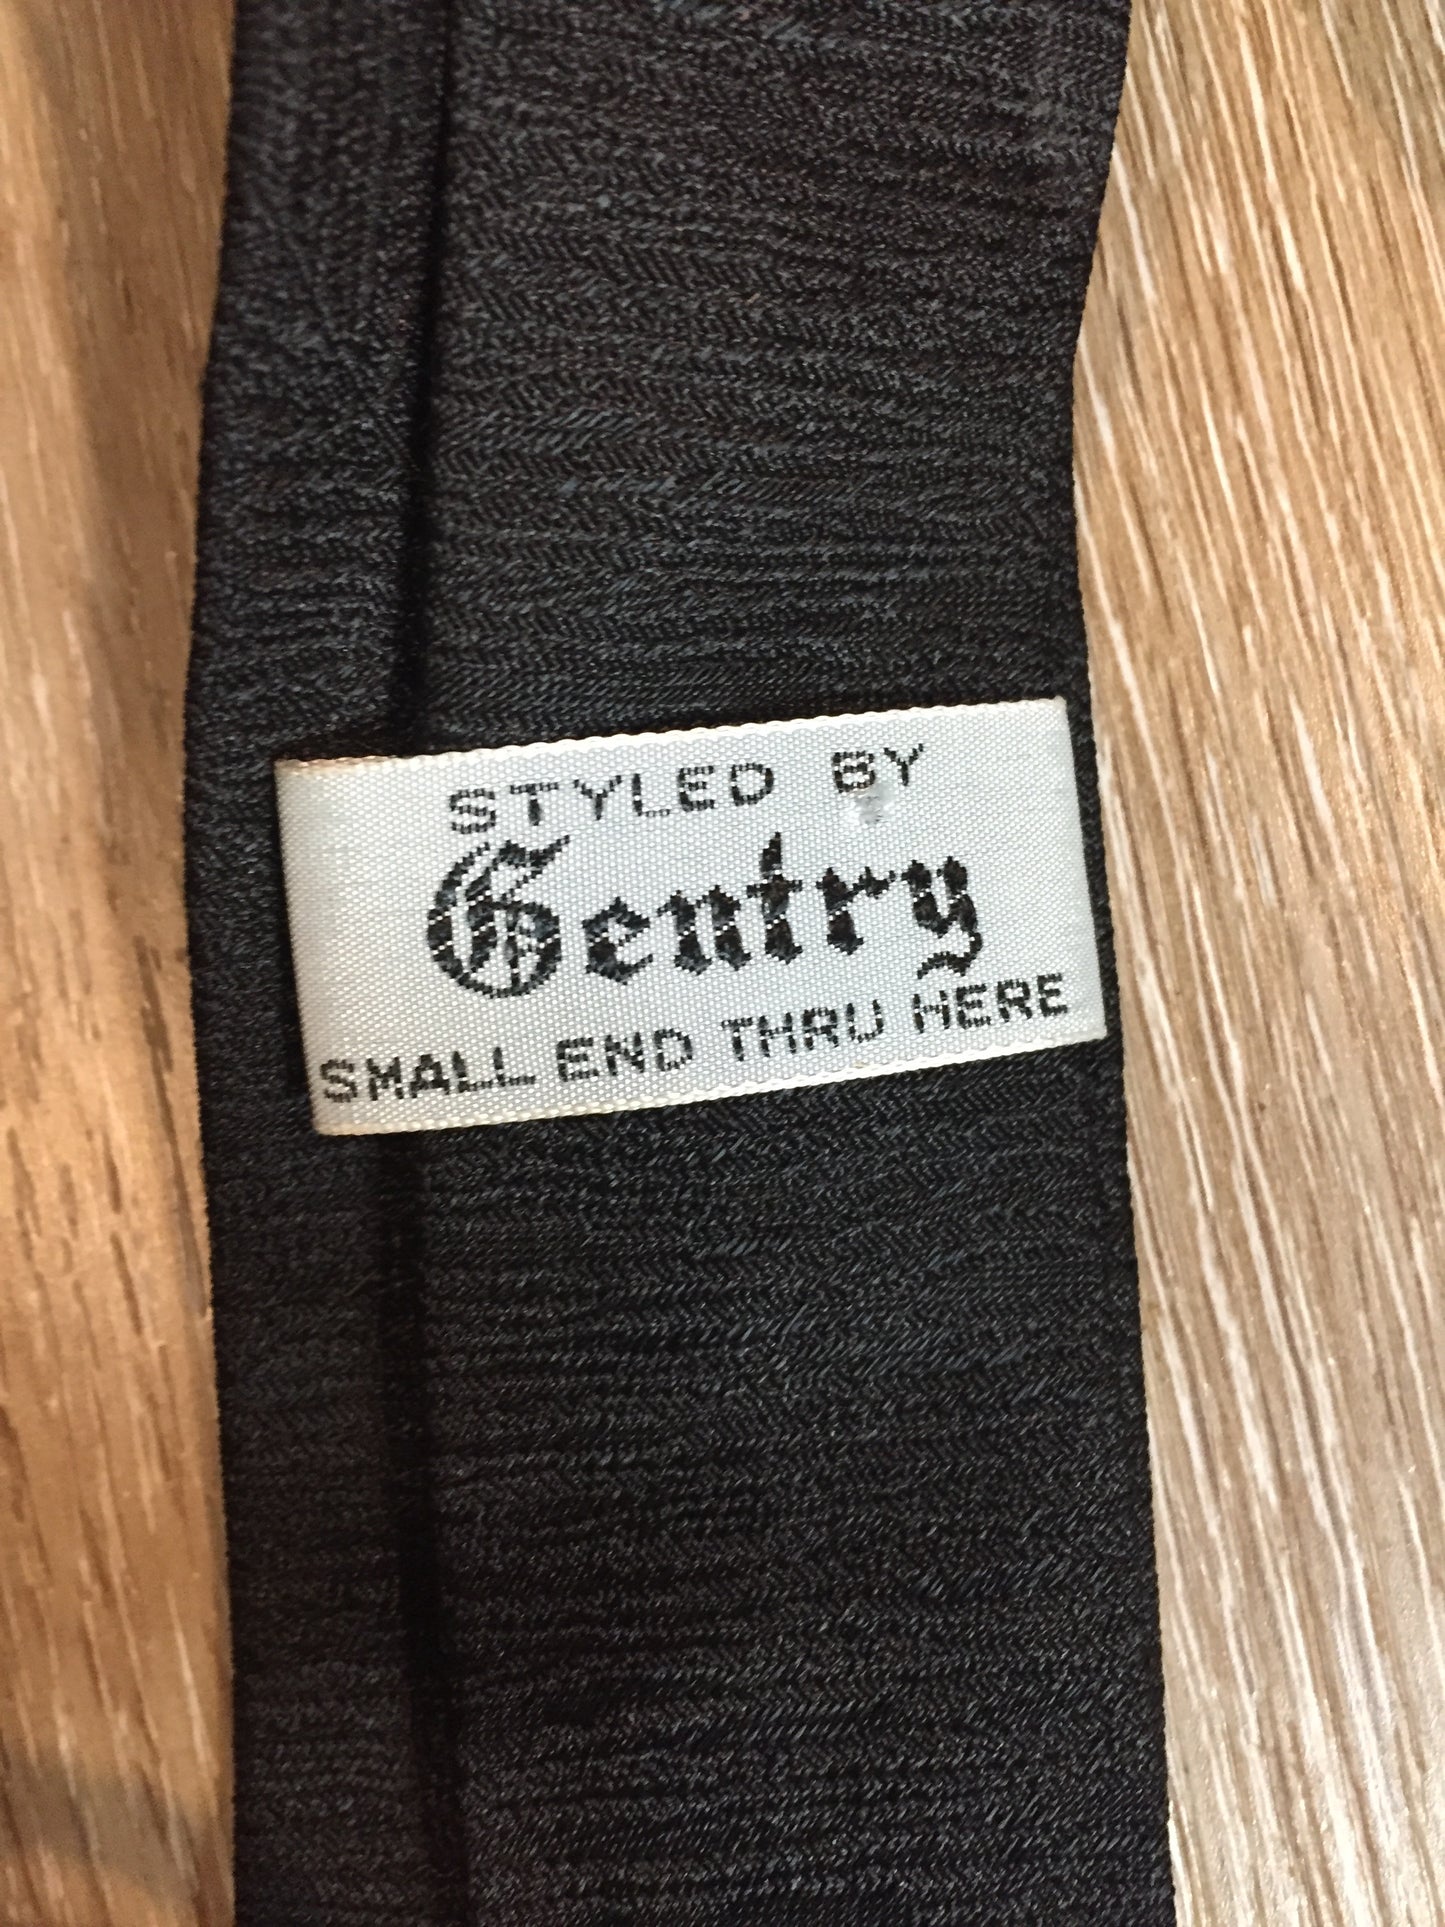 STYLED BY
Gentry
SMALL END THRU HERE